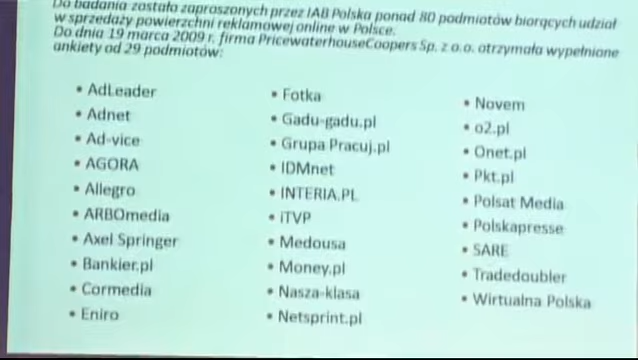 Do badania zostało zaproszonych przez IAB Polska ponad 80 podmiotów biorących udział
w sprzedaży powierzchni reklamowej online w Polsce.
Do dnia 19 marca 2009 r. firma PricewaterhouseCoopers Sp. z o.o. otrzymała wypełnione
ankiety od 29 podmiotów:
• AdLeader
• Adnet
• Ad-vice
• AGORA
• Allegro
• ARBOmedia
• Axel Springer
• Bankier.pl
• Cormedia
• Eniro
• Fotka
• Gadu-gadu.pl
• Grupa Pracuj.pl
• IDMnet
• INTERIA.PL
• iTVP
• Medousa
• Money.pl
• Nasza-klasa
• Netsprint.pl
• Novem
• o2.pl
• Onet.pl
• Pkt.pl
• Polsat Media
• Polskapresse
• SARE
• Tradedoubler
• Wirtualna Polska